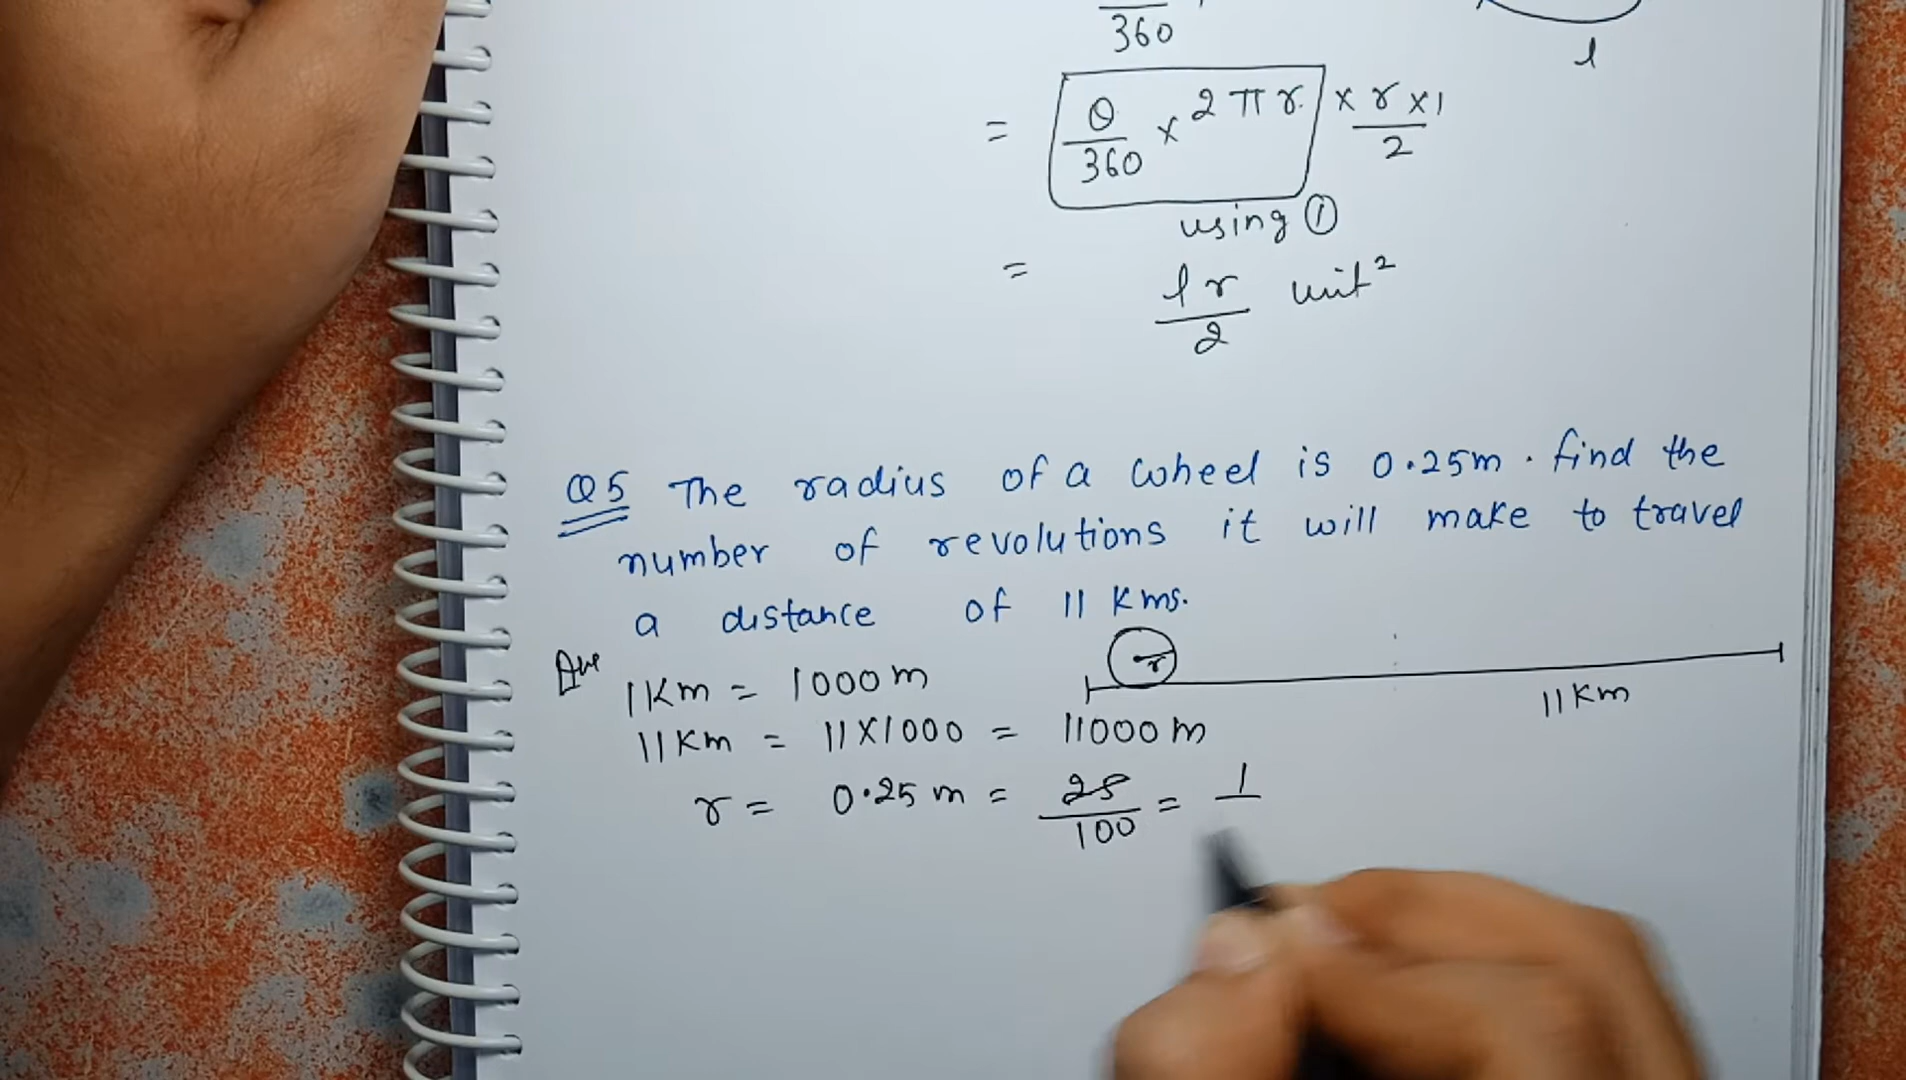 360
l
= θ/360 × 2πr × r×1/2
using ①
= lr/2 unit²
Q5 The radius of a wheel is 0.25m. find the
number of revolutions it will make to travel
a distance of 11 Kms.
Ans
r
1Km = 1000m
11Km
11Km = 11×1000 = 11000m
r = 0.25m = 25/100 = 1